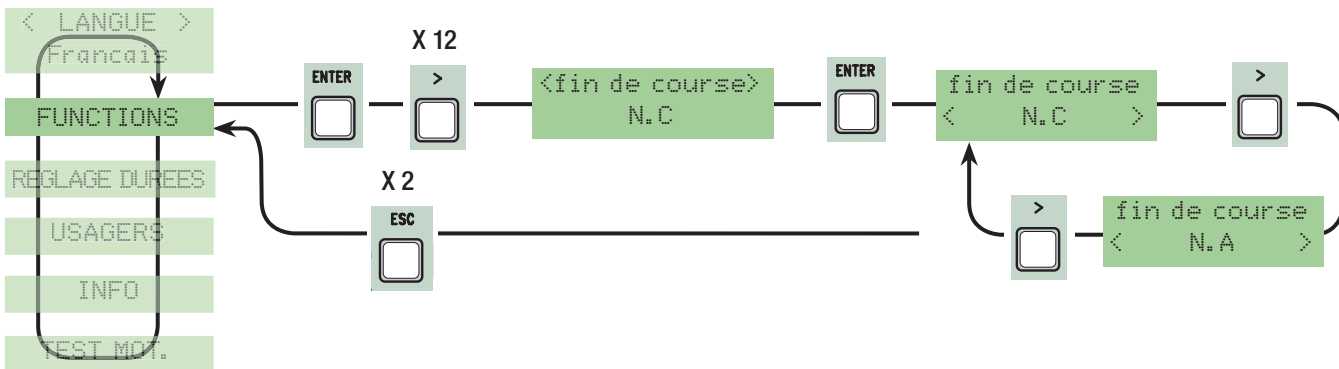 < LANGUE >
Francais
FUNCTIONS
REGLAGE DUREES
USAGERS
INFO
TEST MOT.
ENTER
X 12
>
<fin de course>
N.C
ENTER
fin de course
< N.C >
>
fin de course
< N.A >
>
X 2
ESC